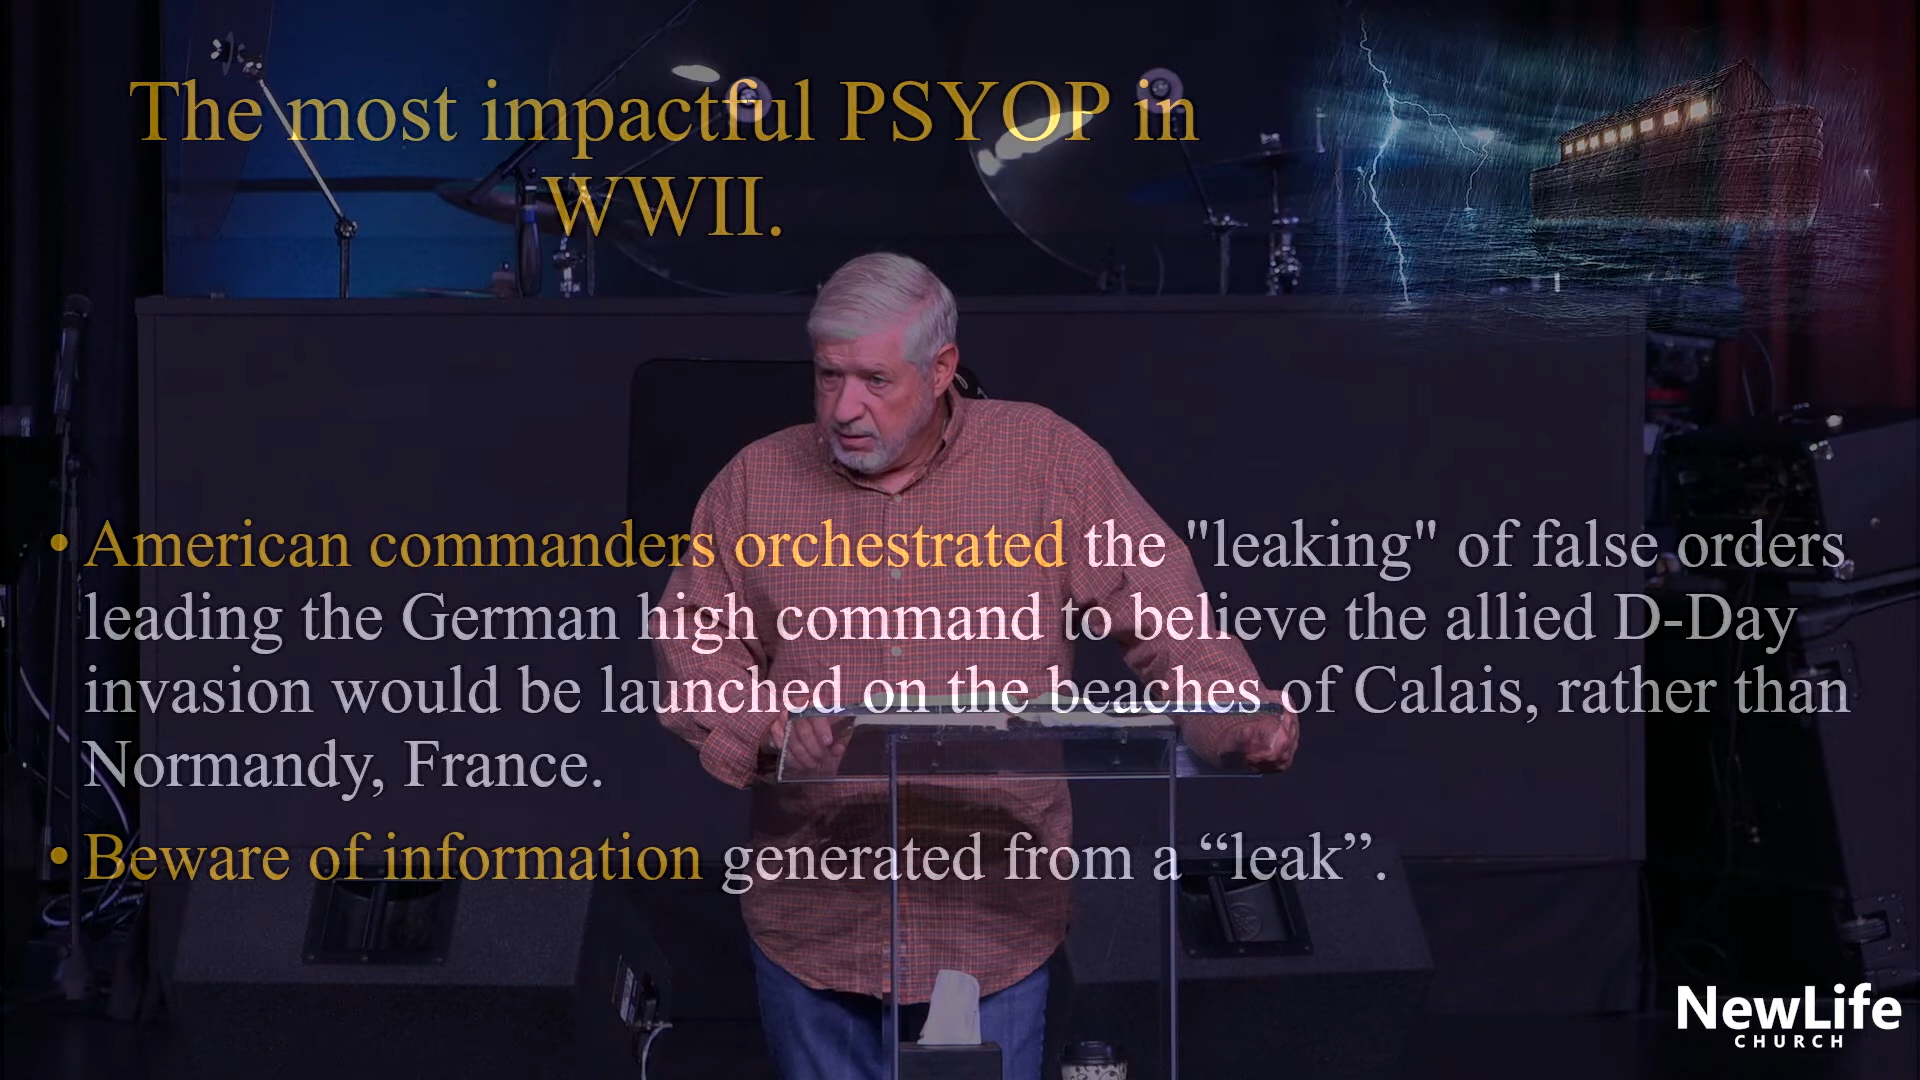 The most impactful PSYOP in
WWII.
• American commanders orchestrated the "leaking" of false orders
leading the German high command to believe the allied D-Day
invasion would be launched on the beaches of Calais, rather than
Normandy, France.
• Beware of information generated from a “leak”.
NewLife
CHURCH